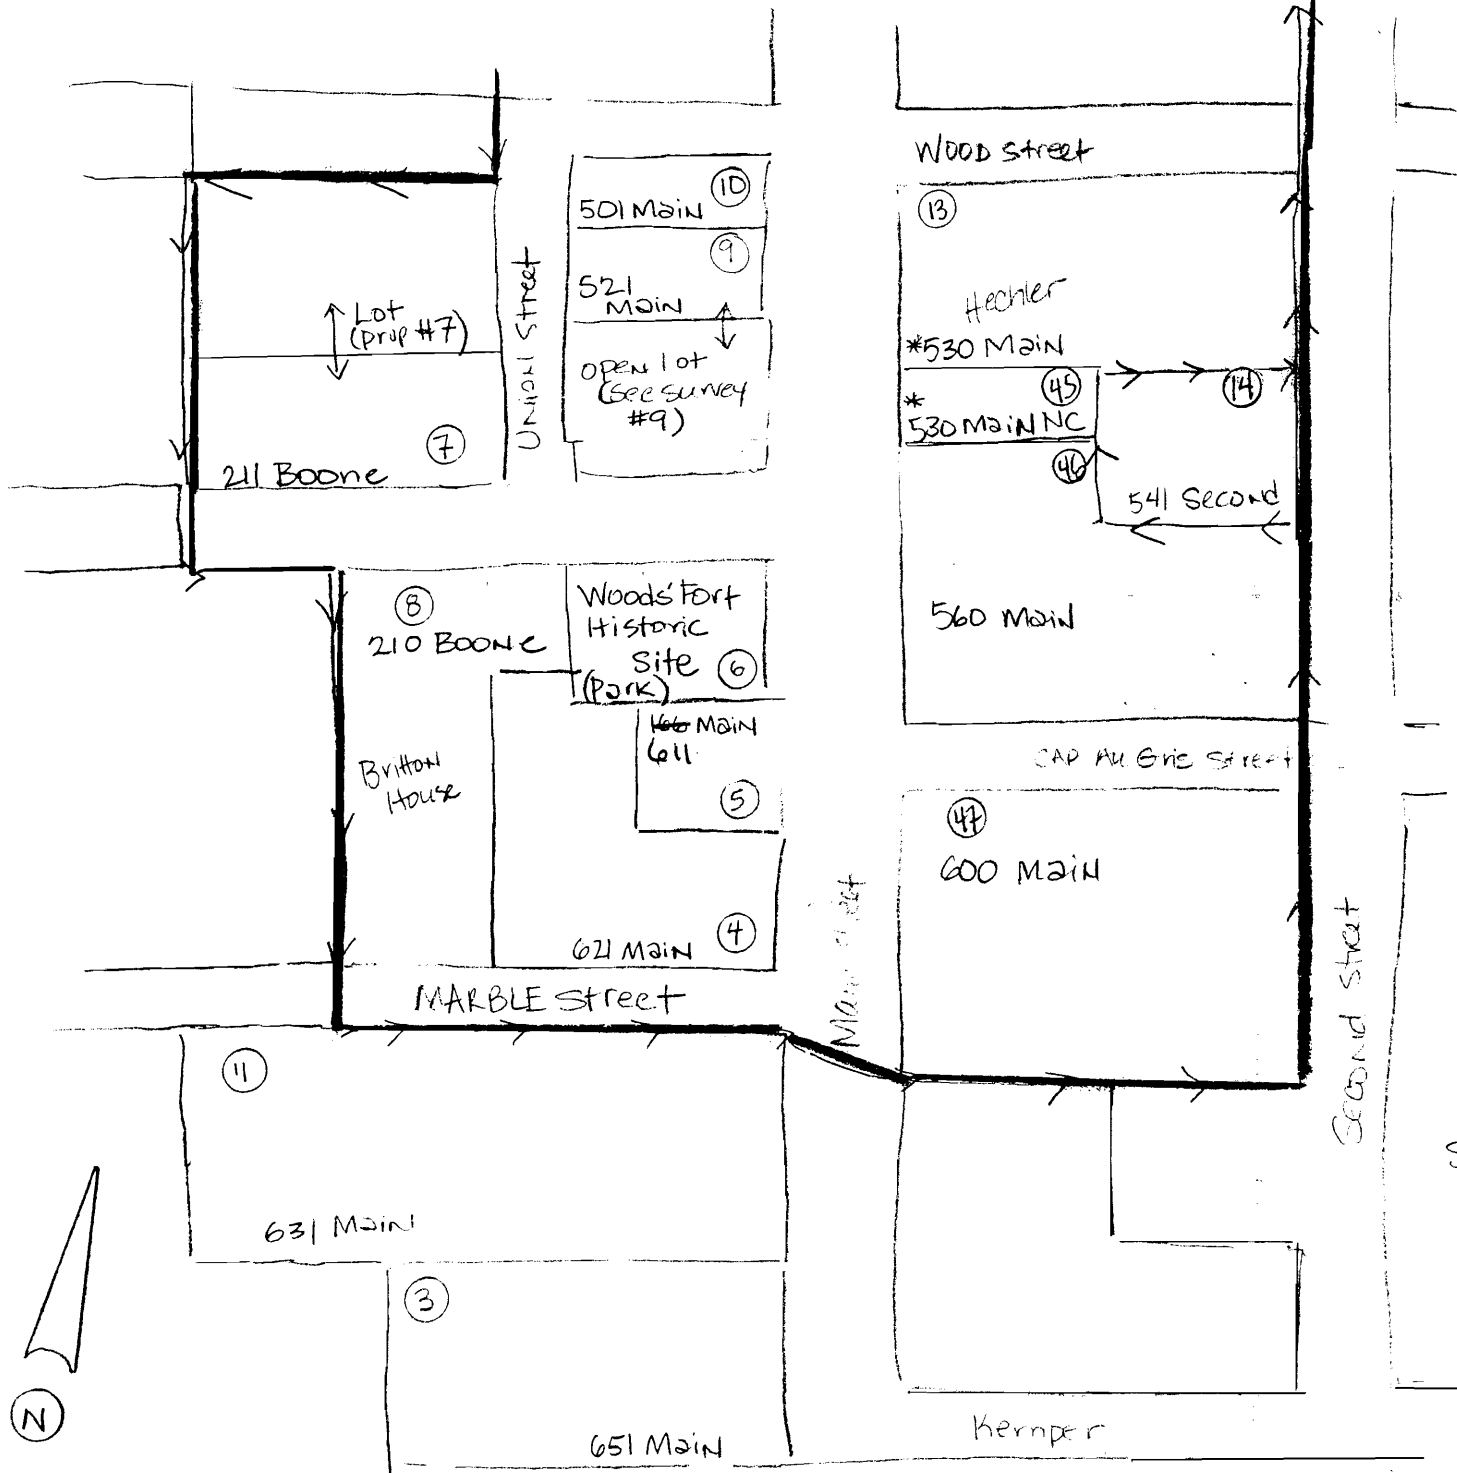 WOOD Street
10
501 Main
9
521
Main
Open lot
(See survey
#9)
Union Street
Lot
(prop #7)
7
211 Boone
13
Hechler
*530 Main
45
14
*
530 Main NC
46
541 Second
560 Main
8
210 Boone
Woods' Fort
Historic
Site
6
(Park)
Main
611
5
Britton
House
CAP Au Gris Street
47
600 Main
4
621 Main
MARBLE Street
Main Street
Second Street
11
631 Main
3
651 Main
Kemper
N